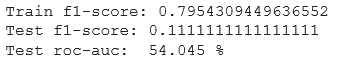 Train f1-score: 0.7954309449636552
Test f1-score: 0.1111111111111111
Test roc-auc:  54.045 %